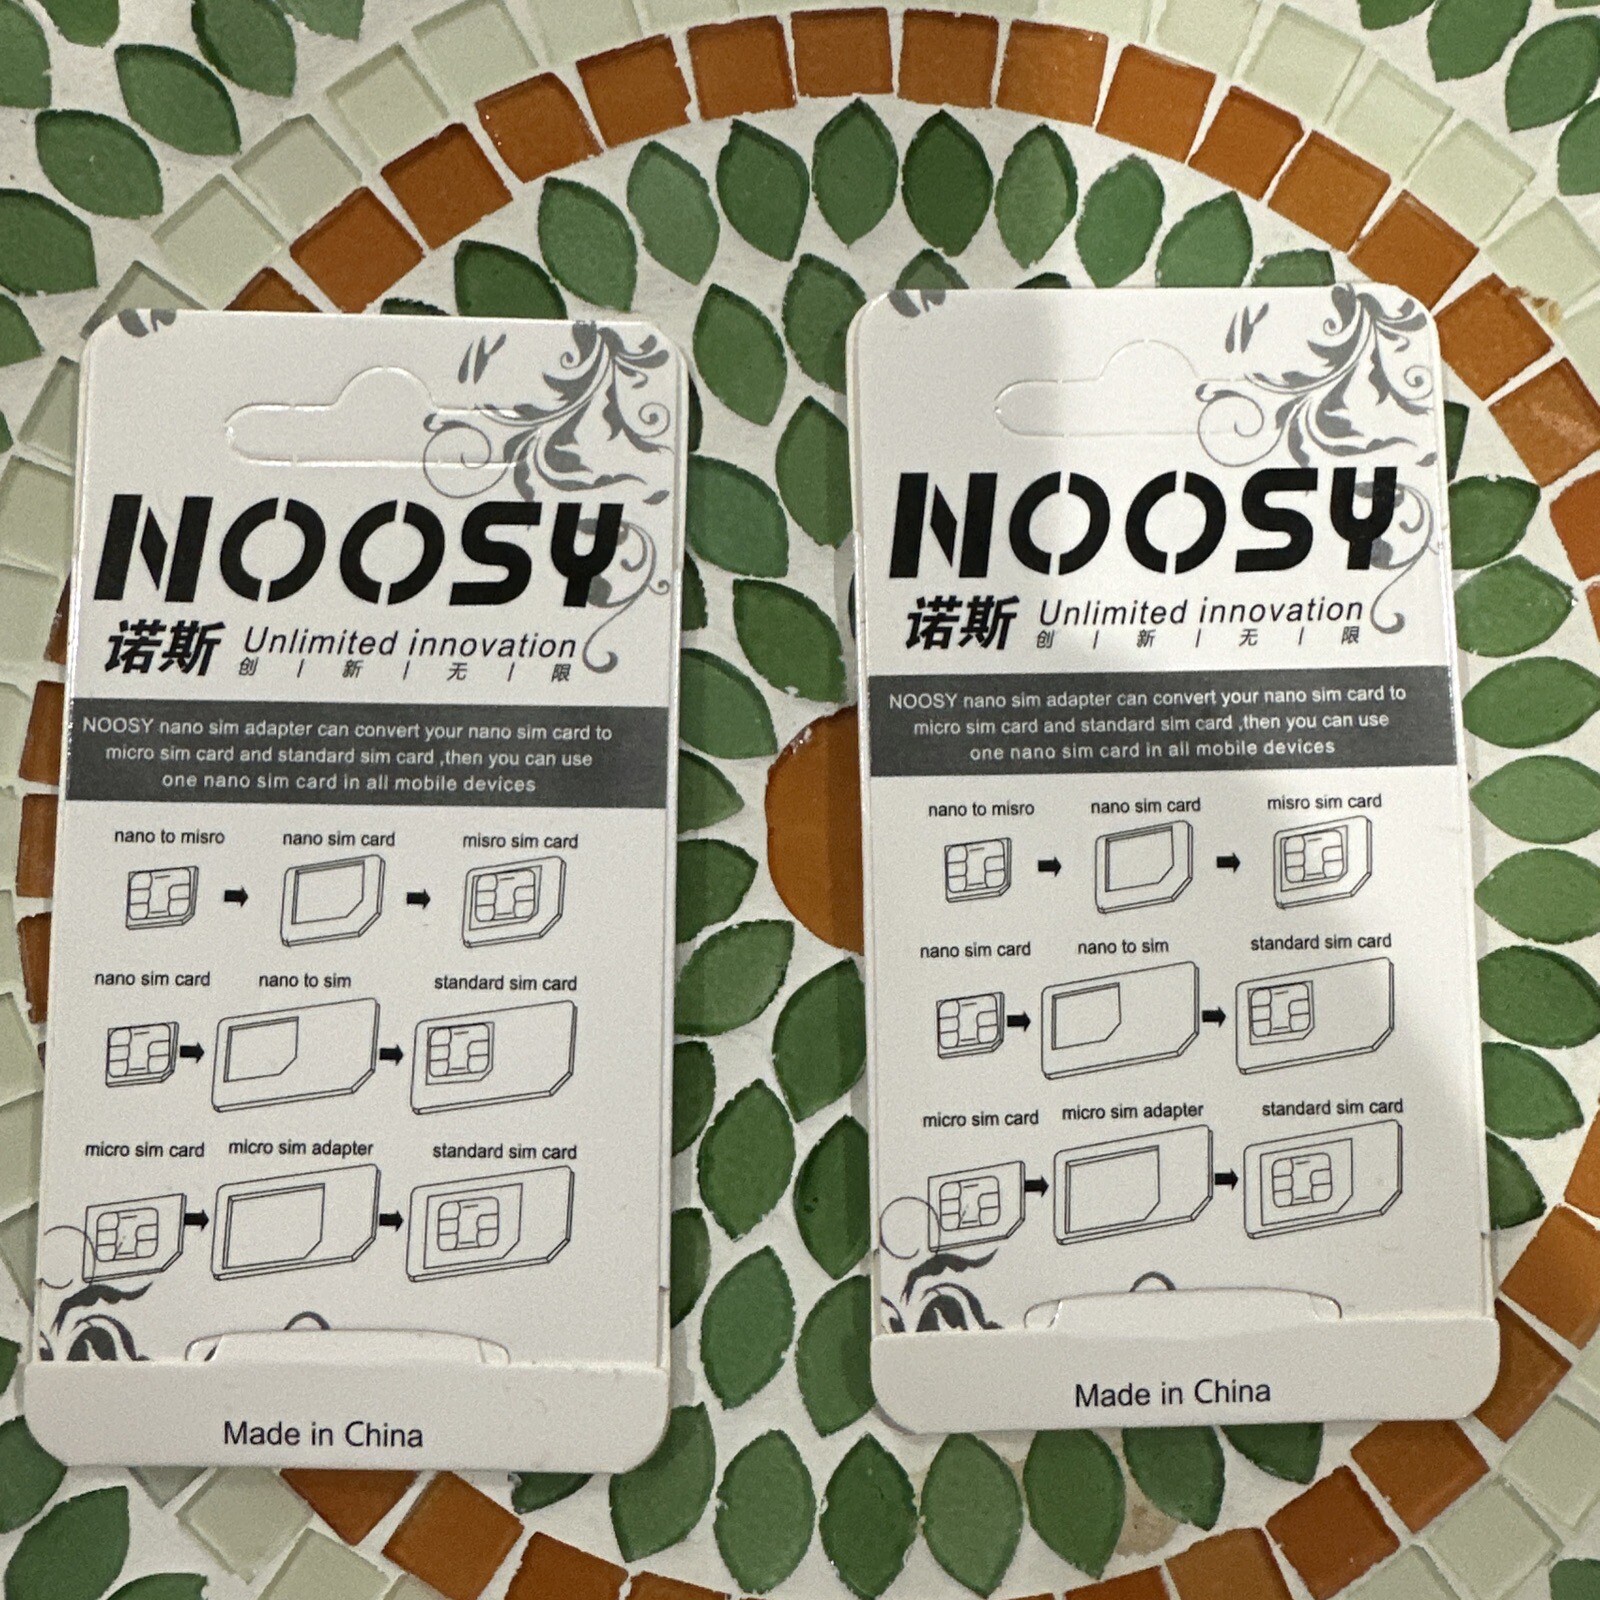 NOOSY
诺斯 Unlimited innovation
创 | 新 | 无 | 限
NOOSY nano sim adapter can convert your nano sim card to
micro sim card and standard sim card ,then you can use
one nano sim card in all mobile devices
nano to misro nano sim card misro sim card
nano sim card nano to sim standard sim card
micro sim card micro sim adapter standard sim card
Made in China
NOOSY
诺斯 Unlimited innovation
创 | 新 | 无 | 限
NOOSY nano sim adapter can convert your nano sim card to
micro sim card and standard sim card ,then you can use
one nano sim card in all mobile devices
nano to misro nano sim card misro sim card
nano sim card nano to sim standard sim card
micro sim card micro sim adapter standard sim card
Made in China